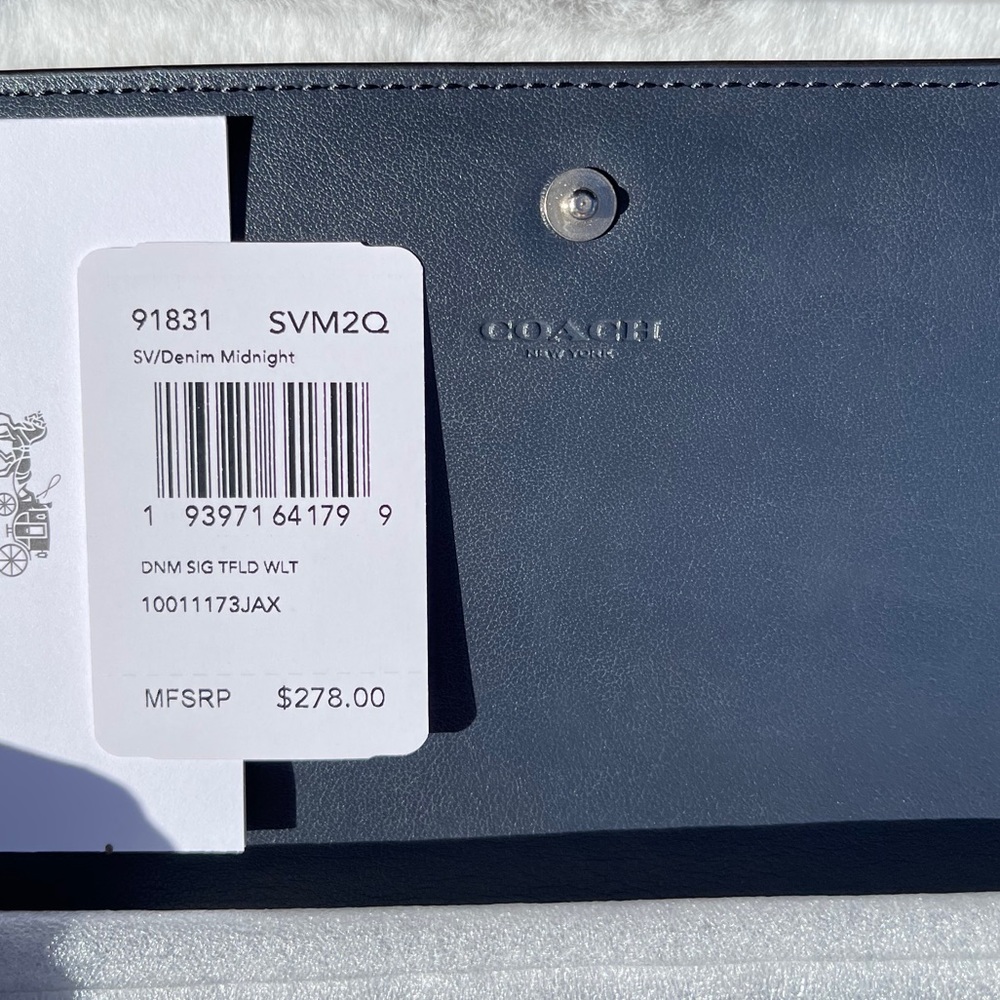 91831 SVM2Q
SV/Denim Midnight
1 93971 64179 9
DNM SIG TFLD WLT
10011173JAX
MFSRP $278.00
COACH
NEW YORK